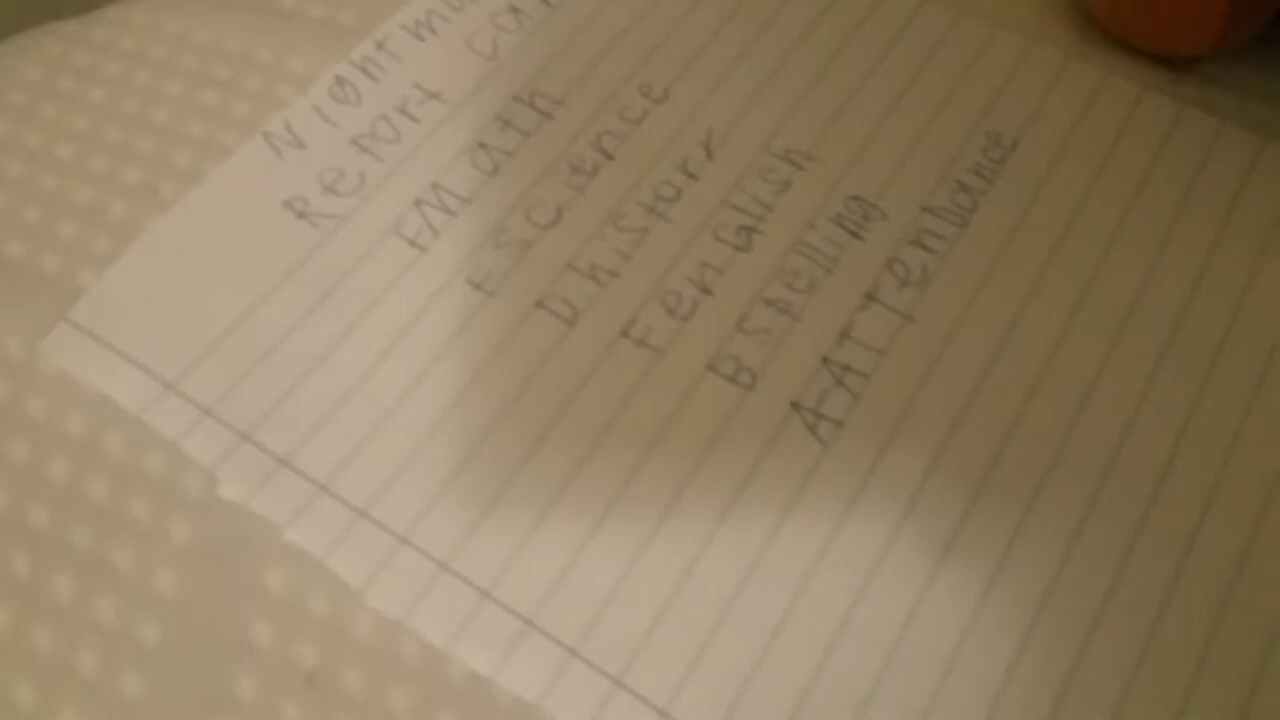 Report
F Math
F Science
D history
F enGlish
B Spelling
A-ATTenDance